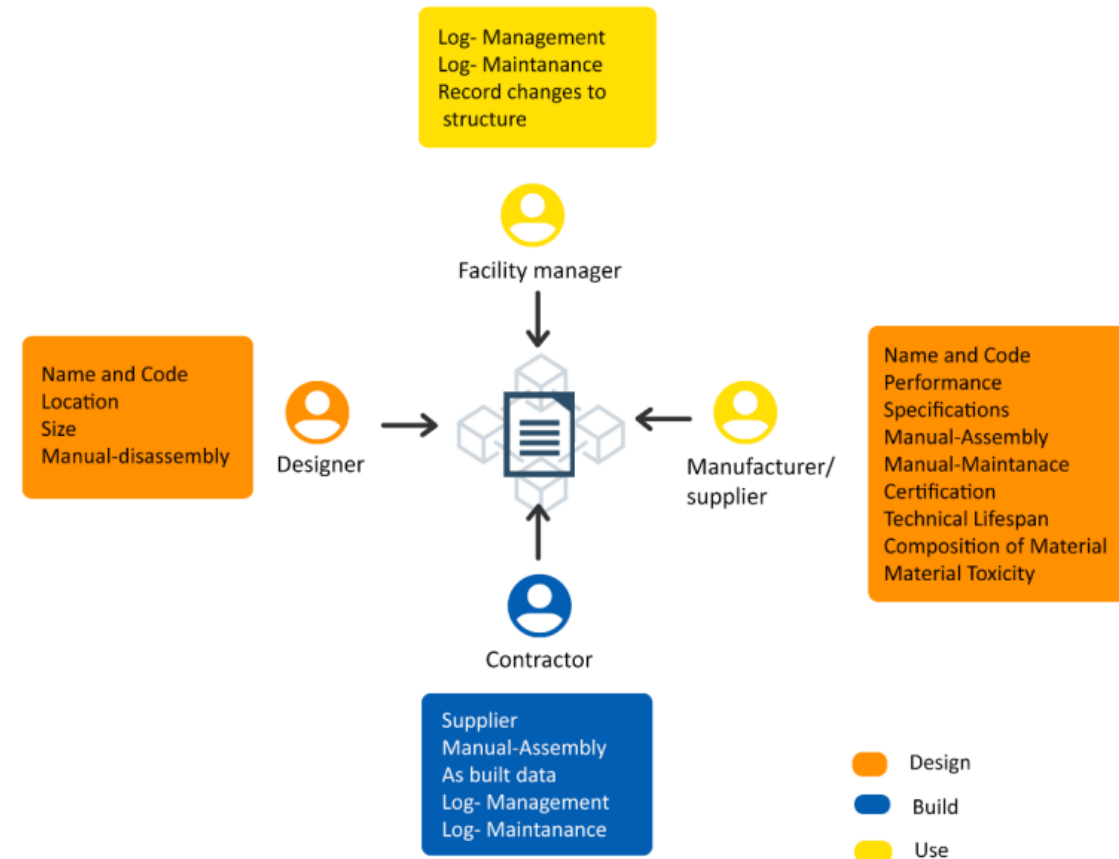 Log- Management
Log- Maintanance
Record changes to
structure
Facility manager
Name and Code
Location
Size
Manual-disassembly
Designer
Manufacturer/
supplier
Name and Code
Performance
Specifications
Manual-Assembly
Manual-Maintanace
Certification
Technical Lifespan
Composition of Material
Material Toxicity
Contractor
Supplier
Manual-Assembly
As built data
Log- Management
Log- Maintanance
Design
Build
Use